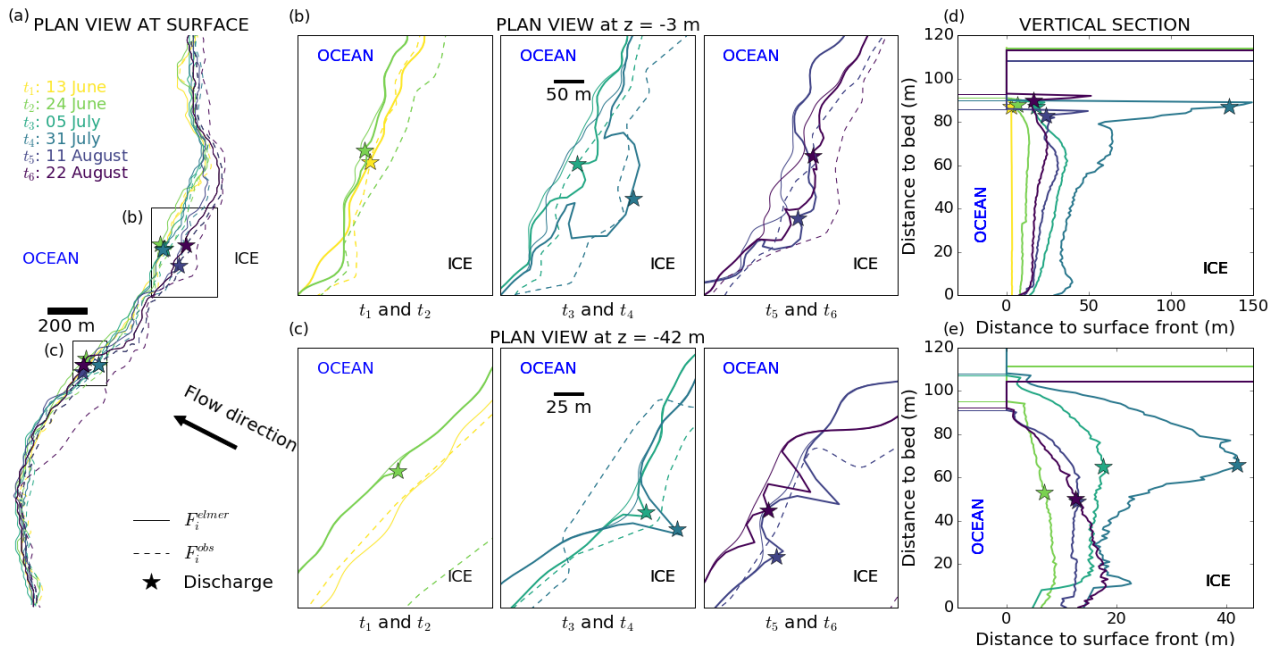 (a)
PLAN VIEW AT SURFACE
t₁: 13 June
t₂: 24 June
t₃: 05 July
t₄: 31 July
t₅: 11 August
t₆: 22 August
(b)
OCEAN
ICE
200 m
(c)
Flow direction
F_i^{elmer}
F_i^{obs}
Discharge
(b)
PLAN VIEW at z = -3 m
OCEAN
ICE
t₁ and t₂
OCEAN
50 m
ICE
t₃ and t₄
OCEAN
ICE
t₅ and t₆
(c)
PLAN VIEW at z = -42 m
OCEAN
ICE
t₁ and t₂
OCEAN
25 m
ICE
t₃ and t₄
OCEAN
ICE
t₅ and t₆
(d)
VERTICAL SECTION
Distance to bed (m)
120
100
80
60
40
20
0
OCEAN
ICE
0 50 100 150
Distance to surface front (m)
(e)
Distance to bed (m)
120
100
80
60
40
20
0
OCEAN
ICE
0 20 40
Distance to surface front (m)